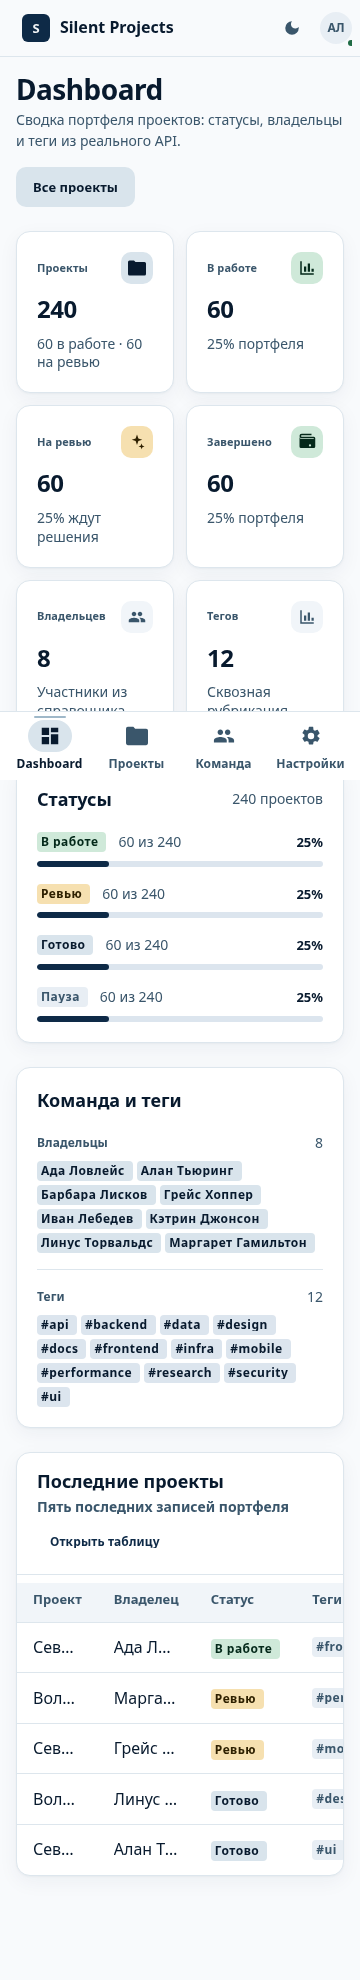 S Silent Projects АЛ
Dashboard
Сводка портфеля проектов: статусы, владельцы
и теги из реального API.
Все проекты
Проекты
240
60 в работе · 60
на ревью
В работе
60
25% портфеля
На ревью
60
25% ждут
решения
Завершено
60
25% портфеля
Владельцев
8
Участники из
Тегов
12
Сквозная
Dashboard Проекты Команда Настройки
Статусы 240 проектов
В работе 60 из 240 25%
Ревью 60 из 240 25%
Готово 60 из 240 25%
Пауза 60 из 240 25%
Команда и теги
Владельцы 8
Ада Ловлейс Алан Тьюринг
Барбара Лисков Грейс Хоппер
Иван Лебедев Кэтрин Джонсон
Линус Торвальдс Маргарет Гамильтон
Теги 12
#api #backend #data #design
#docs #frontend #infra #mobile
#performance #research #security
#ui
Последние проекты
Пять последних записей портфеля
Открыть таблицу
Проект Владелец Статус Теги
Сев... Ада Л... В работе #fro
Вол... Марга... Ревью #per
Сев... Грейс ... Ревью #mo
Вол... Линус ... Готово #des
Сев... Алан Т... Готово #ui